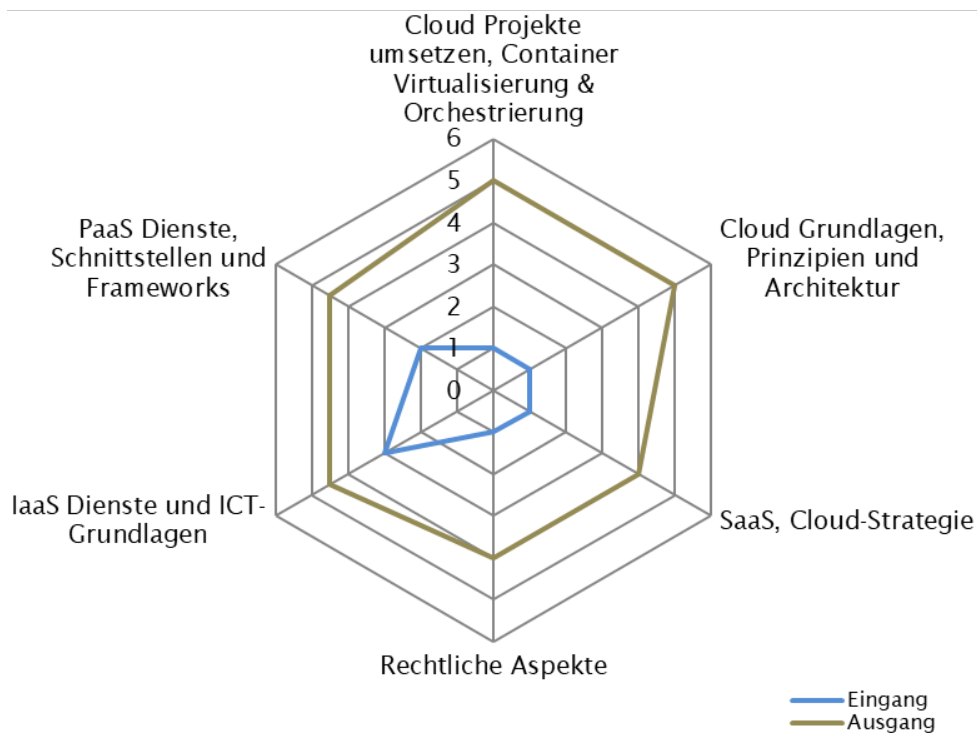 Cloud Projekte
umsetzen, Container
Virtualisierung &
Orchestrierung
6
5
4
3
2
1
0
Cloud Grundlagen,
Prinzipien und
Architektur
SaaS, Cloud-Strategie
Rechtliche Aspekte
IaaS Dienste und ICT-
Grundlagen
PaaS Dienste,
Schnittstellen und
Frameworks
Eingang
Ausgang